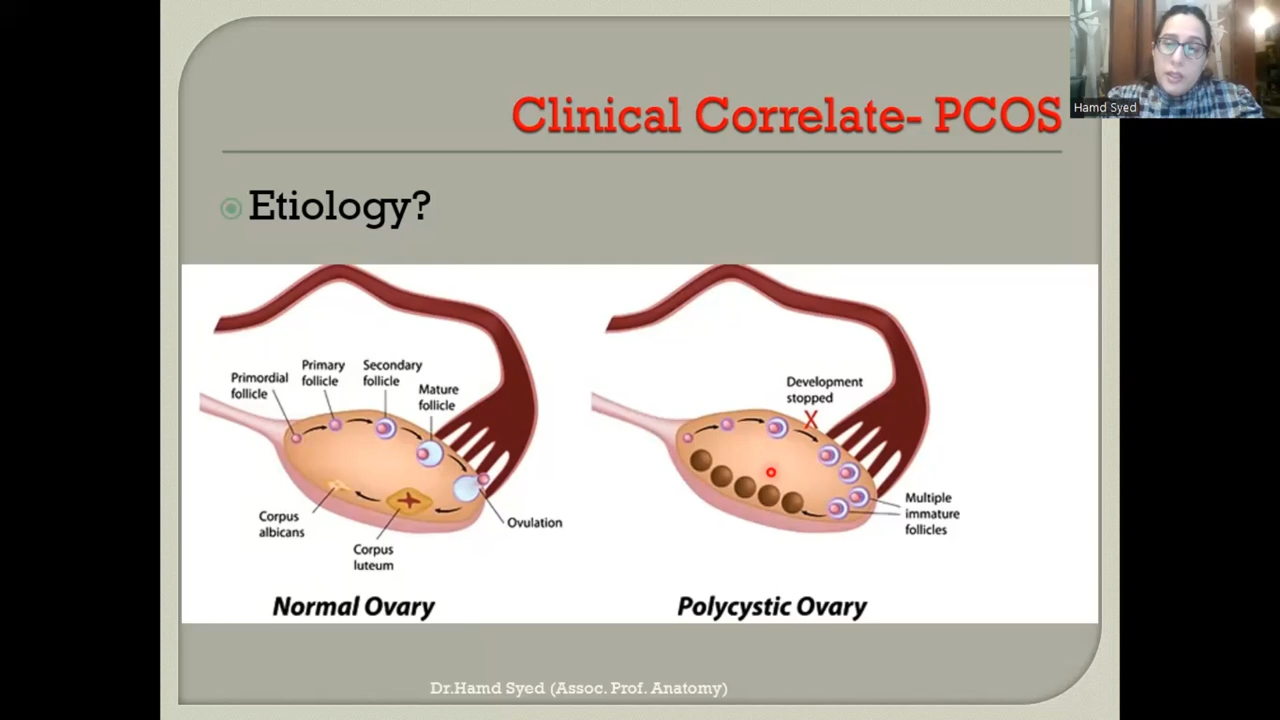 Clinical Correlate- PCOS
Hamd Syed
Etiology?
Primordial
follicle
Primary
follicle
Secondary
follicle
Mature
follicle
Ovulation
Corpus
luteum
Corpus
albicans
Normal Ovary
Development
stopped
X
Multiple
immature
follicles
Polycystic Ovary
Dr.Hamd Syed (Assoc. Prof. Anatomy)